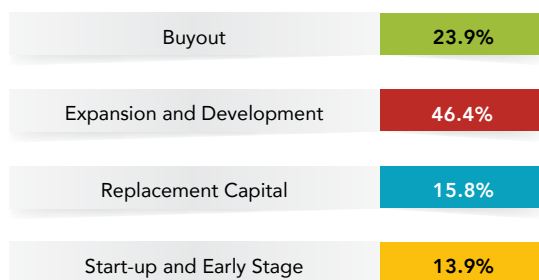 Buyout 23.9%
Expansion and Development 46.4%
Replacement Capital 15.8%
Start-up and Early Stage 13.9%